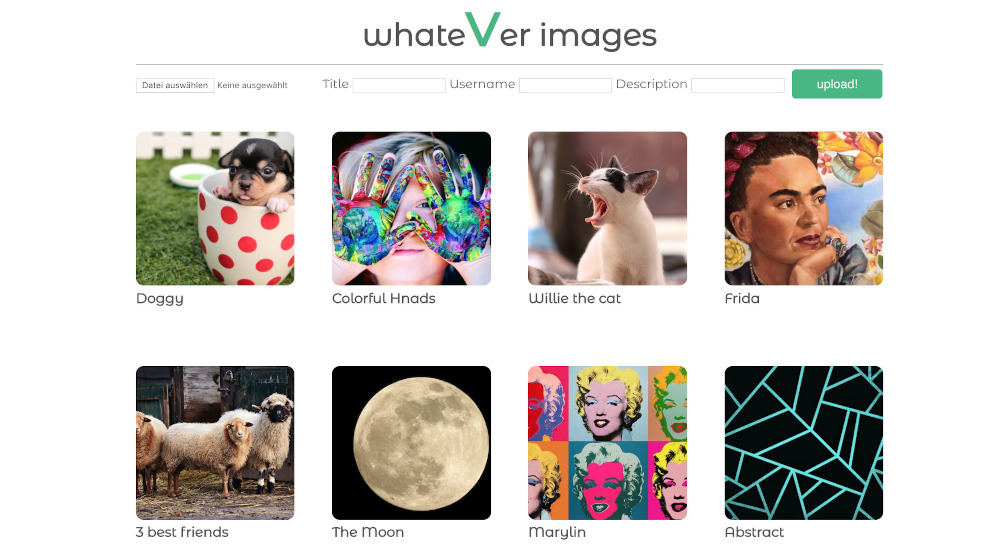 whateVer images
Datei auswählen Keine ausgewählt Title Username Description upload!
Doggy Colorful Hnads Willie the cat Frida
3 best friends The Moon Marylin Abstract